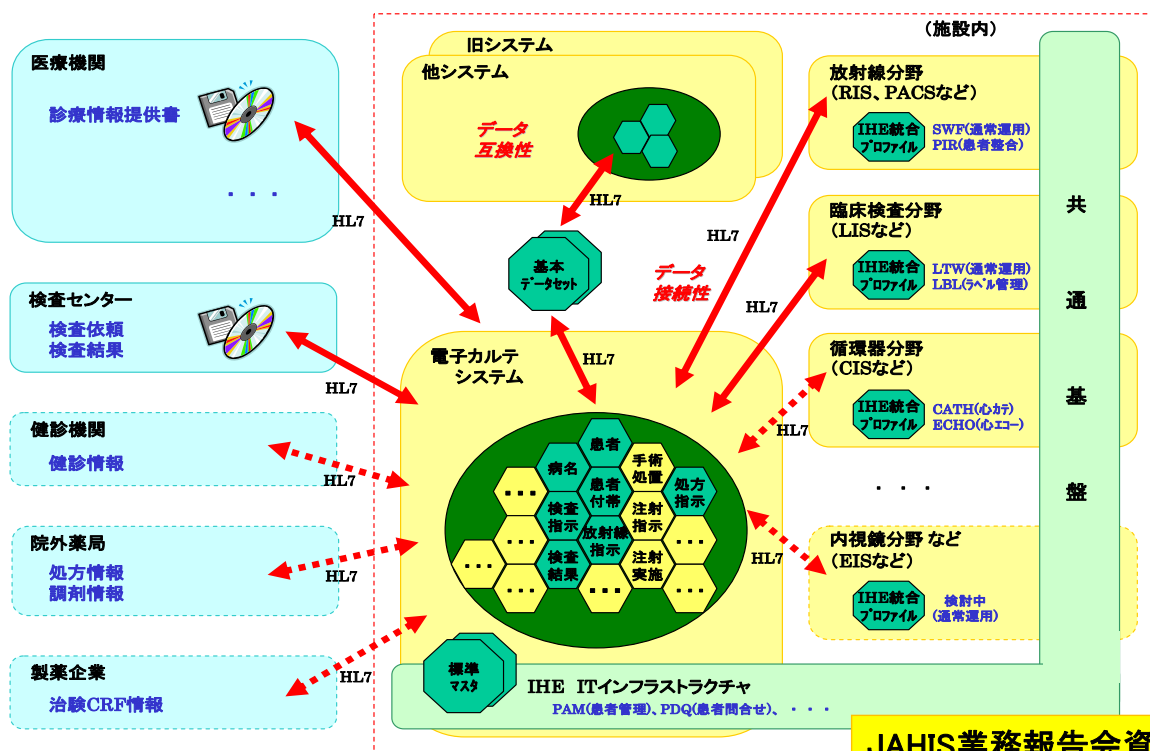 医療機関
診療情報提供書
・・・
HL7
検査センター
検査依頼
検査結果
HL7
健診機関
健診情報
HL7
院外薬局
処方情報
調剤情報
HL7
製薬企業
治験CRF情報
HL7
旧システム
他システム
データ
互換性
HL7
基本
データセット
HL7
データ
接続性
電子カルテ
システム
患者
病名
手術
処置
・・・
患者
付帯
処方
指示
検査
指示
注射
指示
・・・
放射線
指示
・・・
・・・
検査
結果
注射
実施
・・・
・・・
・・・
標準
マスタ
IHE ITインフラストラクチャ
PAM(患者管理)、PDQ(患者問合せ)、・・・
(施設内)
放射線分野
(RIS、PACSなど)
IHE統合
プロファイル
SWF(通常運用)
PIR(患者整合)
HL7
臨床検査分野
(LISなど)
IHE統合
プロファイル
LTW(通常運用)
LBL(ラベル管理)
HL7
循環器分野
(CISなど)
IHE統合
プロファイル
CATH(心カテ)
ECHO(心エコー)
HL7
・・・
内視鏡分野 など
(EISなど)
IHE統合
プロファイル
検討中
(通常運用)
HL7
共通基盤
JAHIS業務報告会資